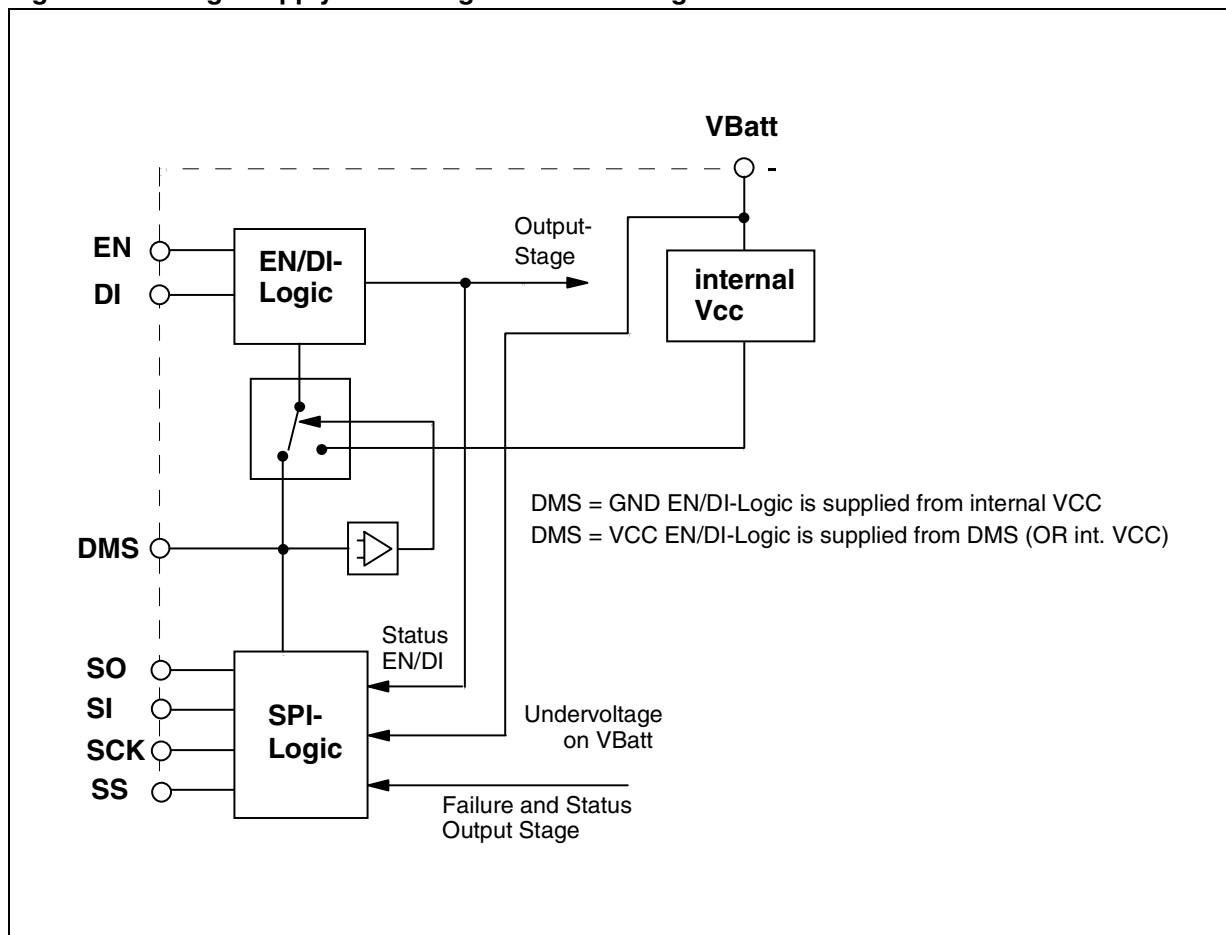 VBatt
-
EN
DI
EN/DI-
Logic
Output-
Stage
internal
Vcc
DMS = GND EN/DI-Logic is supplied from internal VCC
DMS = VCC EN/DI-Logic is supplied from DMS (OR int. VCC)
DMS
Status
EN/DI
SO
SI
SCK
SS
SPI-
Logic
Undervoltage
on VBatt
Failure and Status
Output Stage